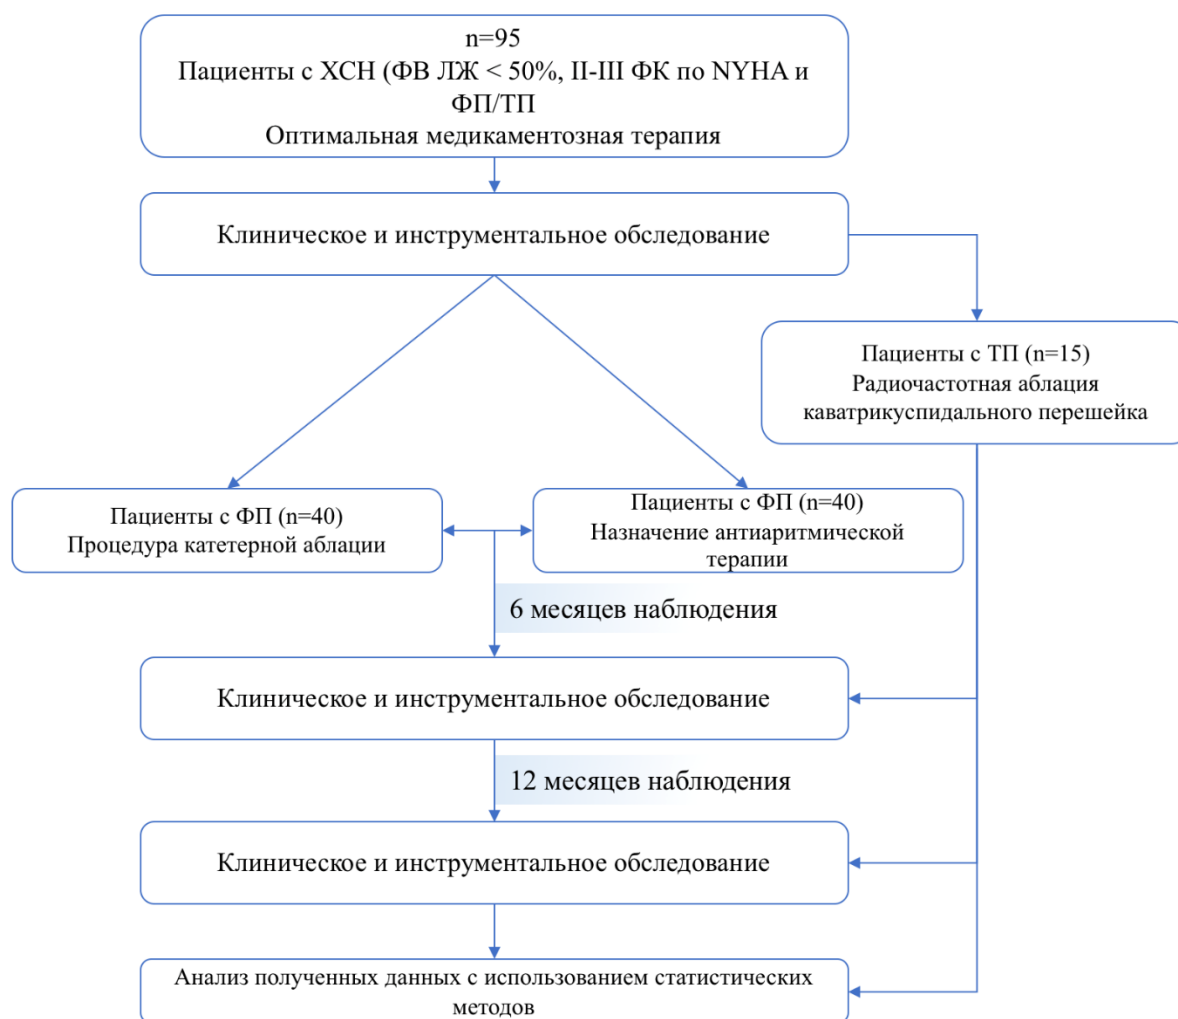 n=95
Пациенты с ХСН (ФВ ЛЖ < 50%, II-III ФК по NYHA и
ФП/ТП
Оптимальная медикаментозная терапия
Клиническое и инструментальное обследование
Пациенты с ТП (n=15)
Радиочастотная аблация
каватрикуспидального перешейка
Пациенты с ФП (n=40)
Процедура катетерной аблации
Пациенты с ФП (n=40)
Назначение антиаритмической
терапии
6 месяцев наблюдения
Клиническое и инструментальное обследование
12 месяцев наблюдения
Клиническое и инструментальное обследование
Анализ полученных данных с использованием статистических
методов